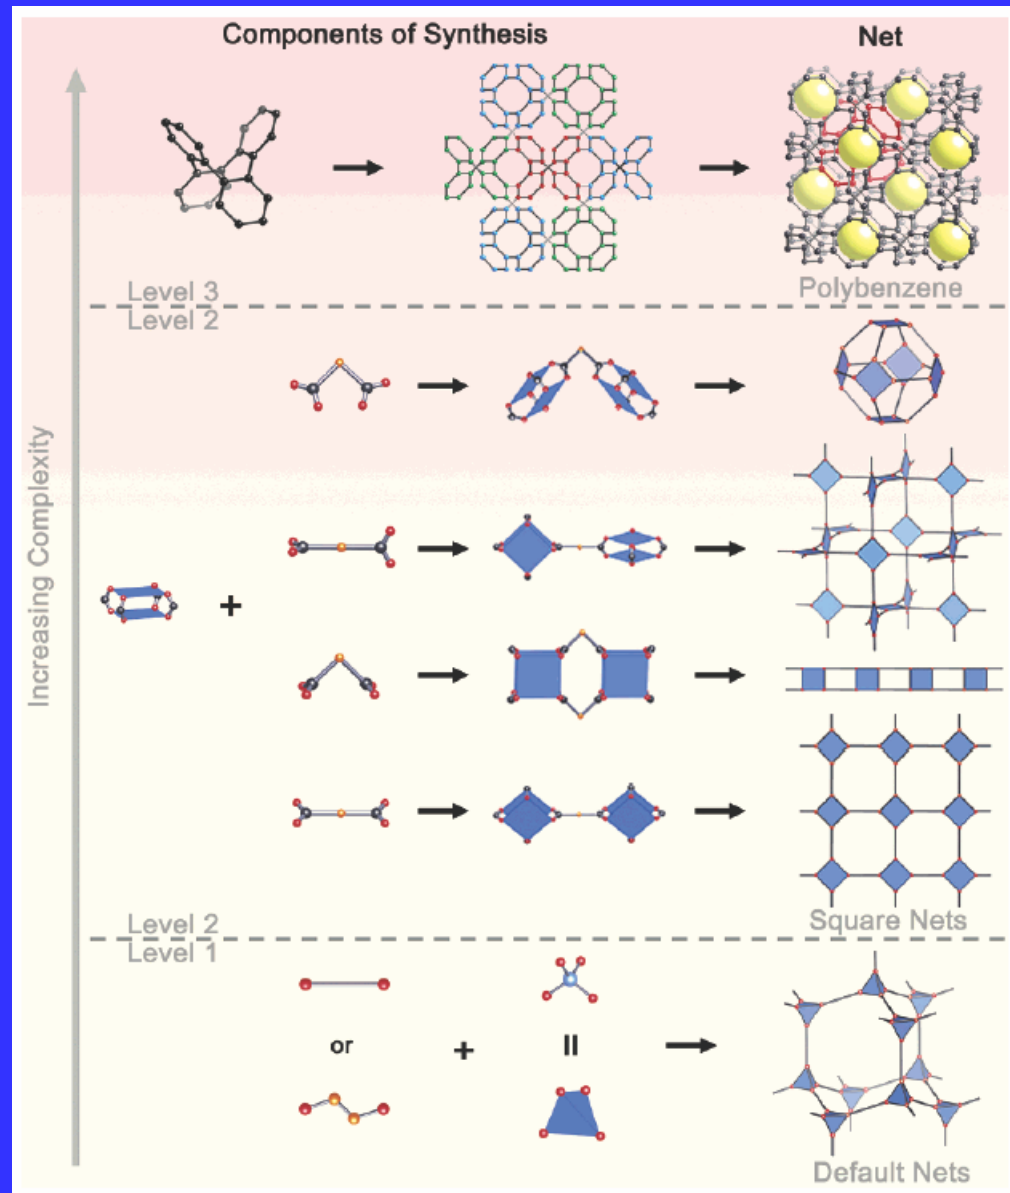 Components of Synthesis
Net
Level 3
Polybenzene
Level 2
Increasing Complexity
+
Level 2
Square Nets
Level 1
or
+
=
Default Nets